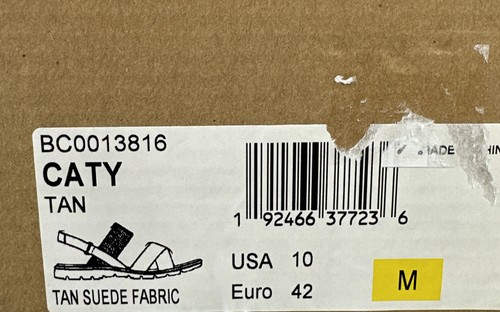 BC0013816
CATY
TAN
1 92466 37723 6
USA 10
Euro 42
M
TAN SUEDE FABRIC